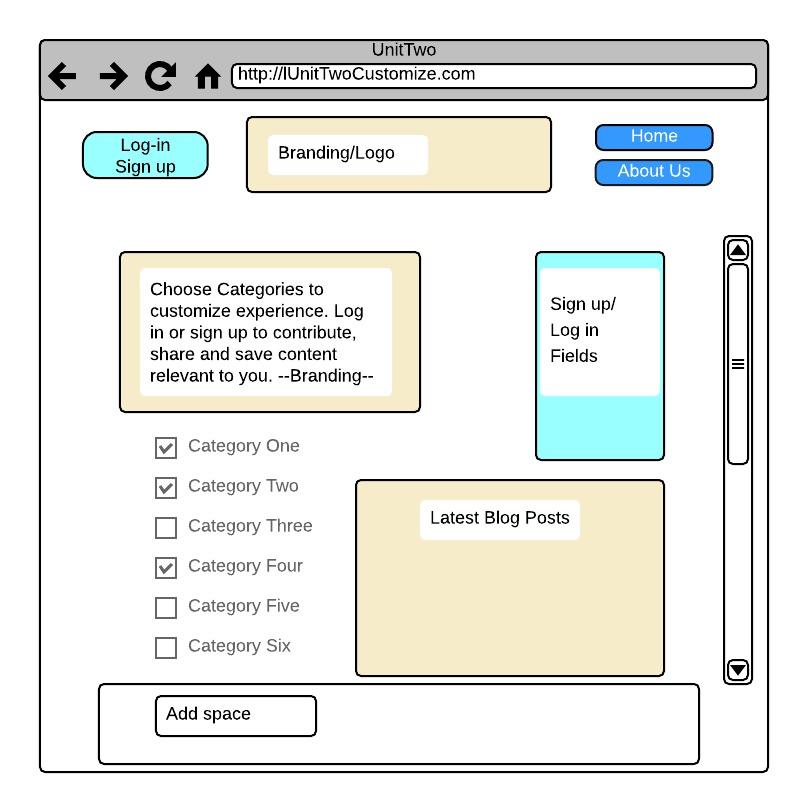 UnitTwo
http://lUnitTwoCustomize.com
Log-in
Sign up
Branding/Logo
Home
About Us
Choose Categories to
customize experience. Log
in or sign up to contribute,
share and save content
relevant to you. --Branding--
Sign up/
Log in
Fields
Category One
Category Two
Category Three
Category Four
Category Five
Category Six
Latest Blog Posts
Add space